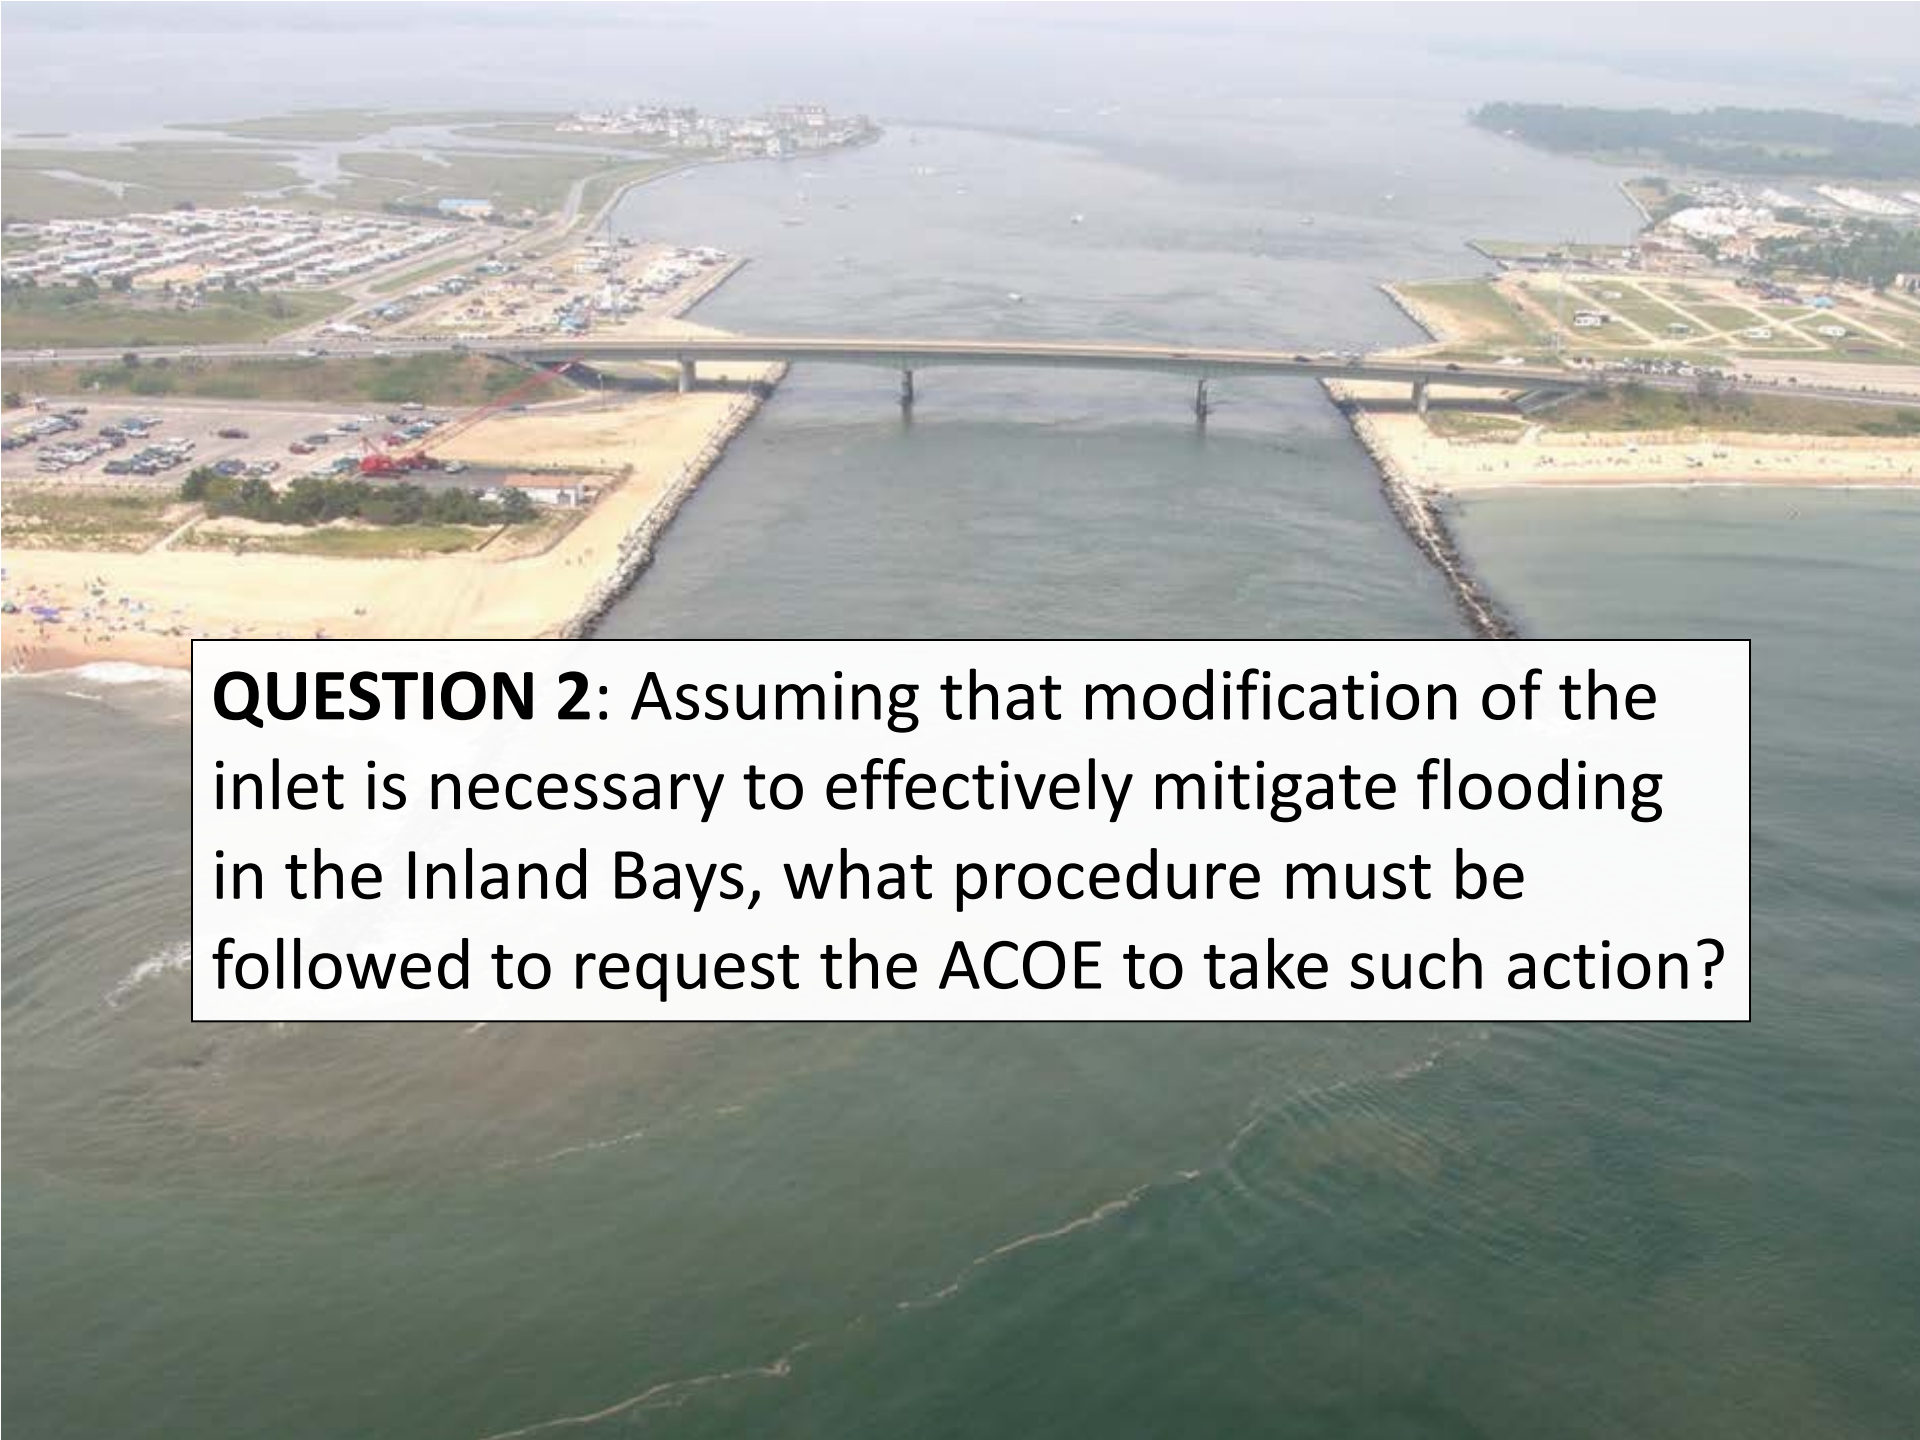 QUESTION 2: Assuming that modification of the
inlet is necessary to effectively mitigate flooding
in the Inland Bays, what procedure must be
followed to request the ACOE to take such action?